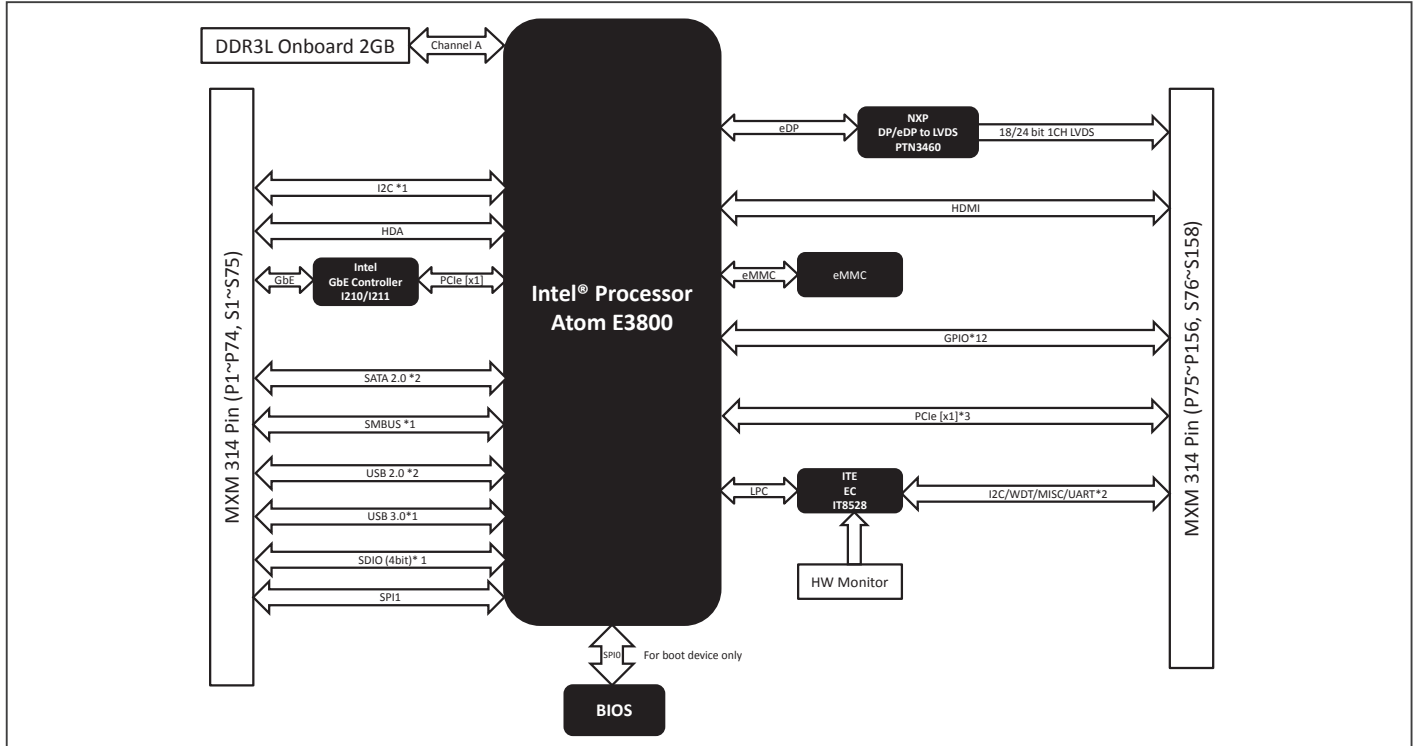 DDR3L Onboard 2GB
Channel A
MXM 314 Pin (P1~P74, S1~S75)
I2C *1
HDA
GbE
Intel
GbE Controller
I210/I211
PCIe [x1]
SATA 2.0 *2
SMBUS *1
USB 2.0 *2
USB 3.0*1
SDIO (4bit)* 1
SPI1
Intel® Processor
Atom E3800
SPI0
For boot device only
BIOS
eDP
NXP
DP/eDP to LVDS
PTN3460
18/24 bit 1CH LVDS
HDMI
eMMC
eMMC
GPIO*12
PCIe [x1]*3
LPC
ITE
EC
IT8528
I2C/WDT/MISC/UART*2
HW Monitor
MXM 314 Pin (P75~P156, S76~S158)